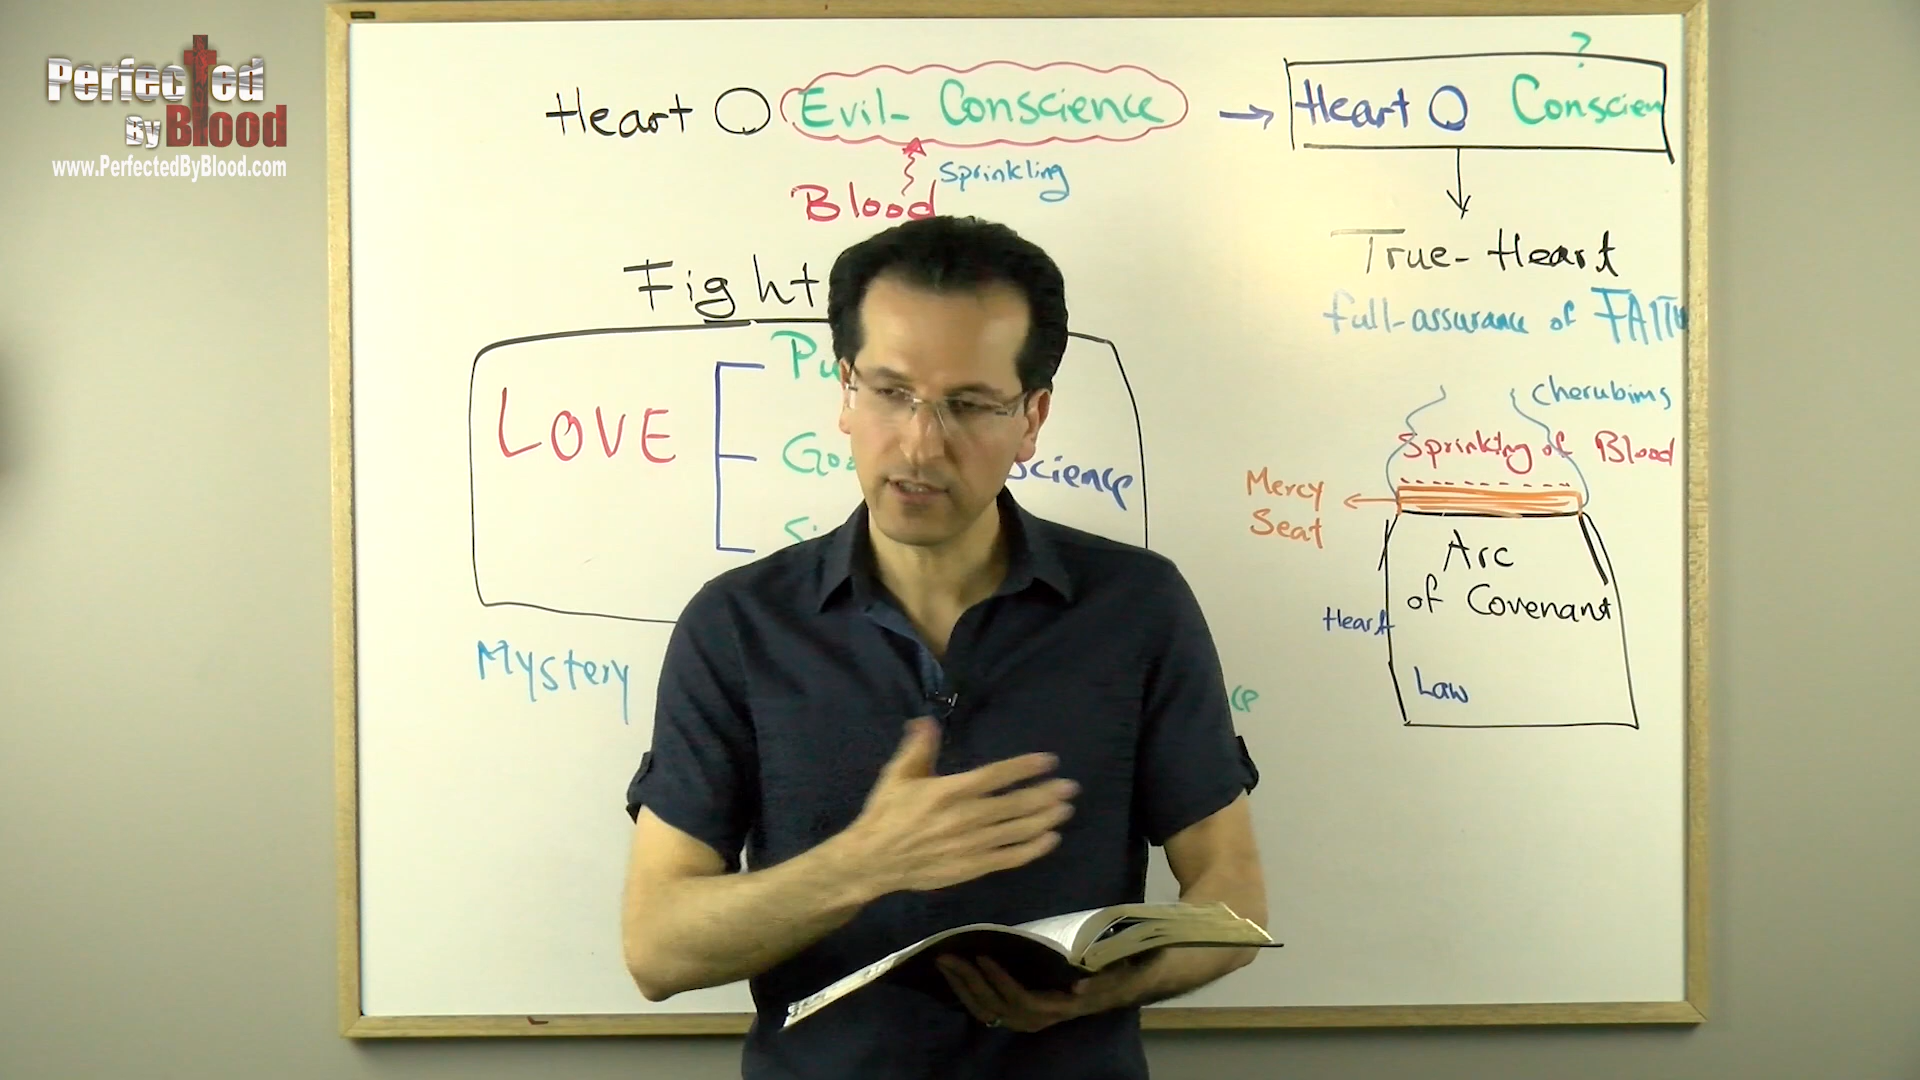 Perfected
By Blood
www.PerfectedByBlood.com
Heart Evil- Conscience → Heart
?
Sprinkling
Blood
Fight
LOVE
Mystery
True- Heart
full-assurance of
cherubims
Sprinking of Blood
Mercy
Seat
Arc
of Covenant
Heart
Law